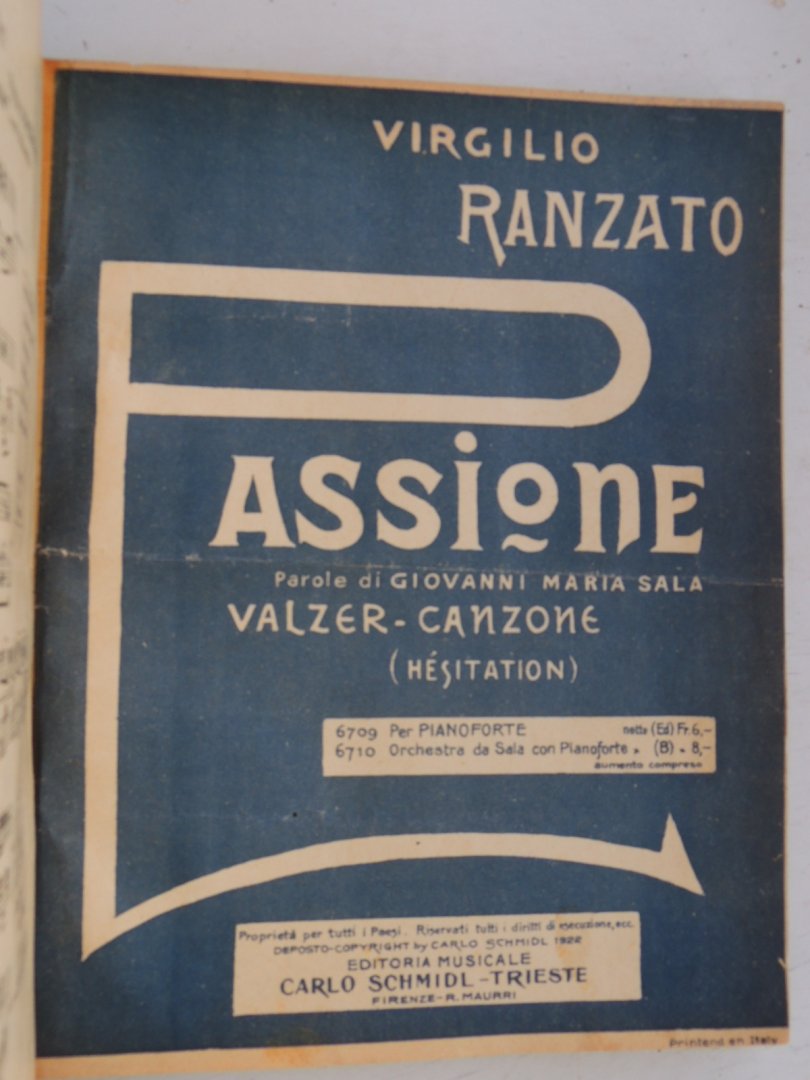 VIRGILIO
RANZATO
PASSIONE
Parole di GIOVANNI MARIA SALA
VALZER-CANZONE
(HÉSITATION)
6709 Per PIANOFORTE netto (Ed) Fr. 6,-
6710 Orchestra da Sala con Pianoforte " (B) " 8,-
aumento compreso
Proprietà per tutti i Paesi. Riservati tutti i diritti di esecuzione, ecc.
DEPOSTO-COPYRIGHT by CARLO SCHMIDL 1922
EDITORIA MUSICALE
CARLO SCHMIDL-TRIESTE
FIRENZE-R. MAURRI
Printend en Italy